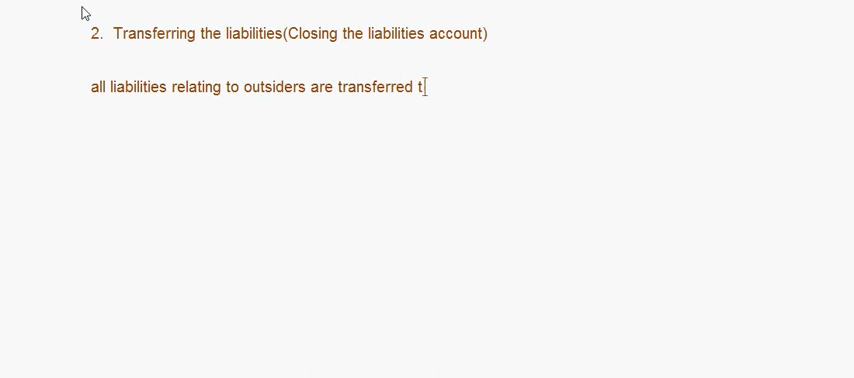 2. Transferring the liabilities(Closing the liabilities account)
all liabilities relating to outsiders are transferred t